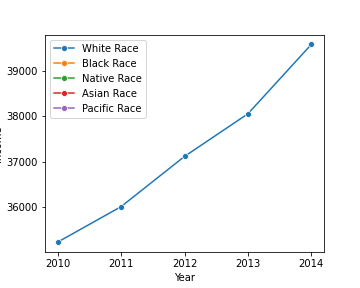 White Race
Black Race
Native Race
Asian Race
Pacific Race
39000
38000
37000
36000
2010 2011 2012 2013 2014
Year